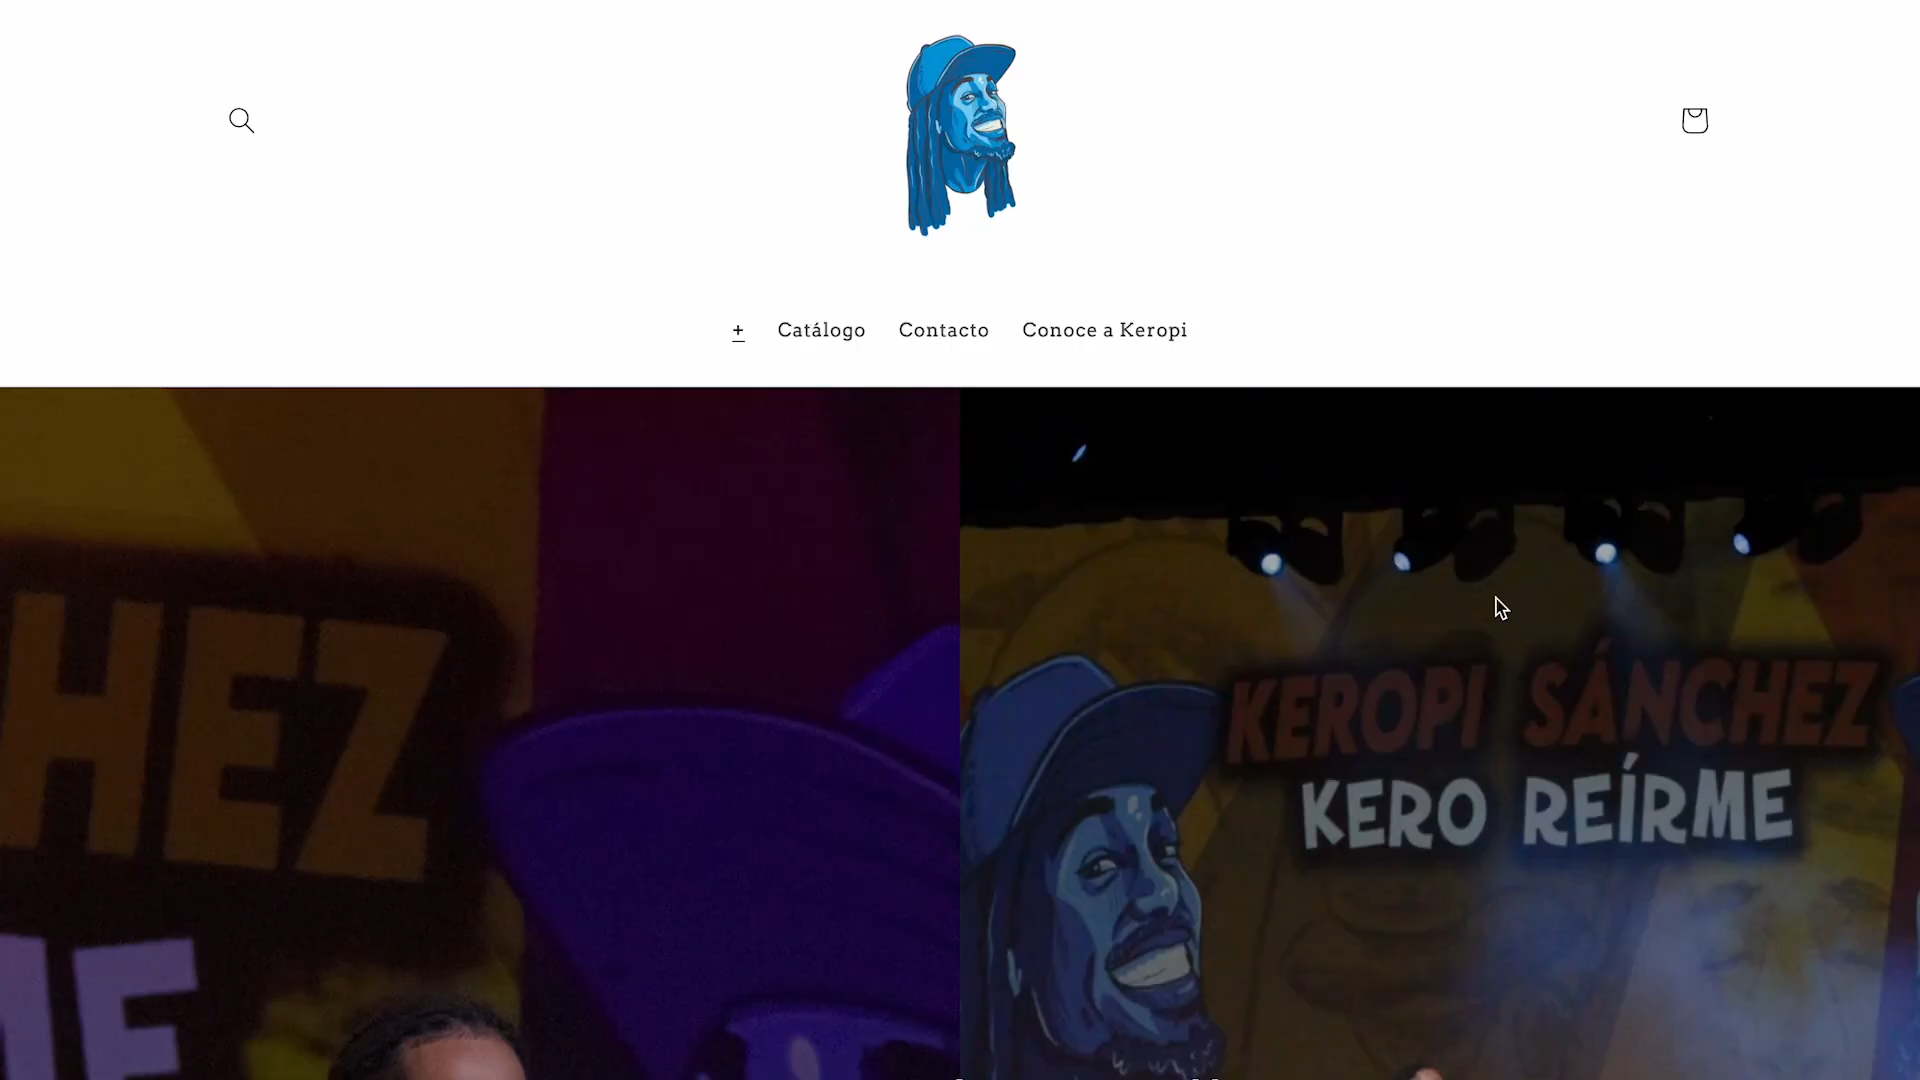 + Catálogo Contacto Conoce a Keropi
HEZ
KEROPI SÁNCHEZ
KERO REÍRME